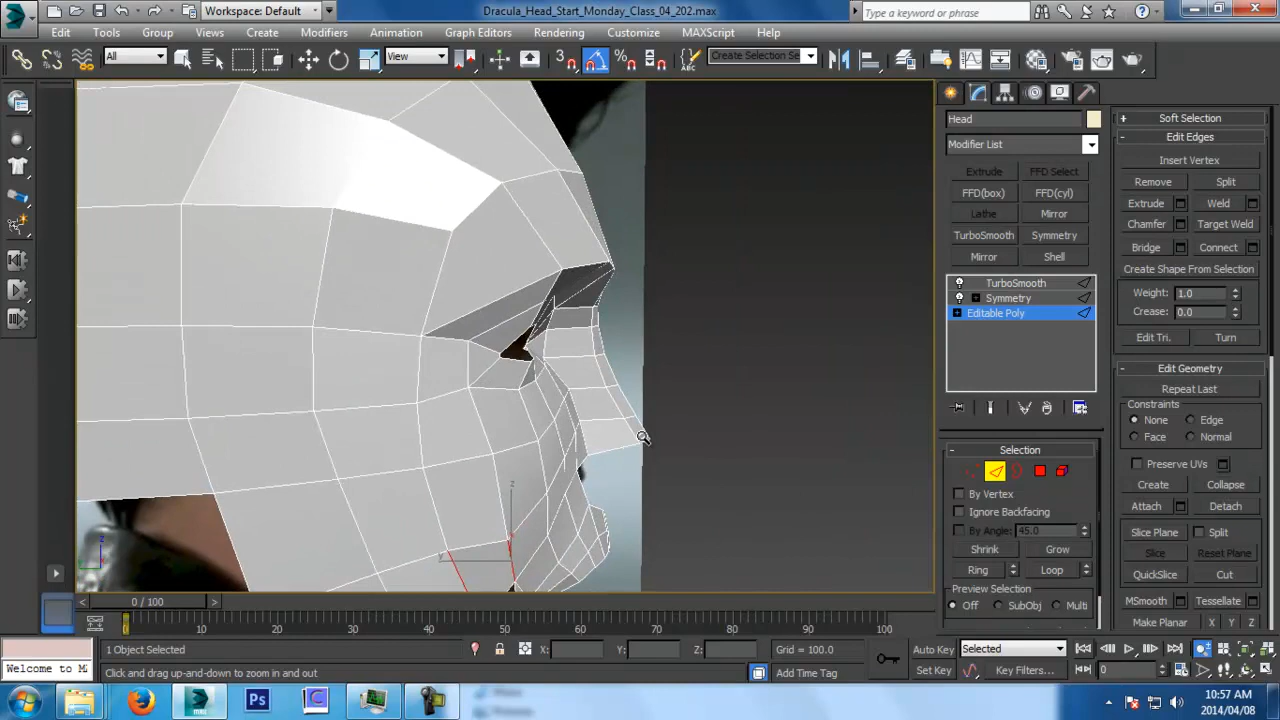 Workspace: Default
Dracula_Head_Start_Monday_Class_04_202.max
Type a keyword or phrase
Edit
Tools
Group
Views
Create
Modifiers
Animation
Graph Editors
Rendering
Customize
MAXScript
Help
All
View
3
Create Selection Se
Head
Modifier List
Extrude
FFD Select
FFD(box)
FFD(cyl)
Lathe
Mirror
TurboSmooth
Symmetry
Mirror
Shell
TurboSmooth
Symmetry
Editable Poly
Selection
By Vertex
Ignore Backfacing
By Angle:
45.0
Shrink
Grow
Ring
Loop
Preview Selection
Off
SubObj
Multi
Soft Selection
Edit Edges
Insert Vertex
Remove
Split
Extrude
Weld
Chamfer
Target Weld
Bridge
Connect
Create Shape From Selection
Weight:
1.0
Crease:
0.0
Edit Tri.
Turn
Edit Geometry
Repeat Last
Constraints
None
Edge
Face
Normal
Preserve UVs
Create
Collapse
Attach
Detach
Slice Plane
Split
Slice
Reset Plane
QuickSlice
Cut
MSmooth
Tessellate
Make Planar
X
Y
Z
z
y
z
0 / 100
0
10
20
30
40
50
60
70
80
90
100
1 Object Selected
X:
Y:
Z:
Grid = 100.0
Auto Key
Selected
Welcome to M
Click and drag up-and-down to zoom in and out
Add Time Tag
Set Key
Key Filters...
0
Ps
10:57 AM
2014/04/08